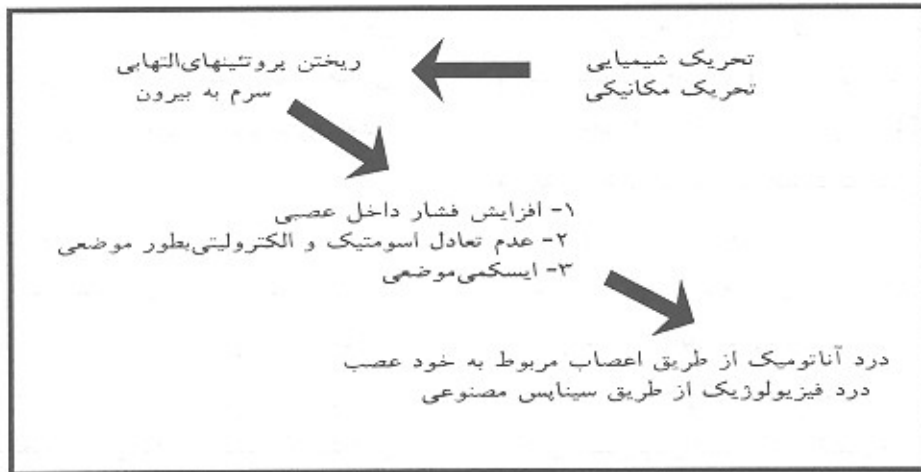 تحریک شیمیایی
تحریک مکانیکی
ریختن پروتئینهای‌التهابی
سرم به بیرون
۱- افزایش فشار داخل عصبی
۲- عدم تعادل اسومتیک و الکترولیتی‌بطور موضعی
۳- ایسکمی‌موضعی
درد آناتومیک از طریق اعصاب مربوط به خود عصب
درد فیزیولوژیک از طریق سیناپس مصنوعی